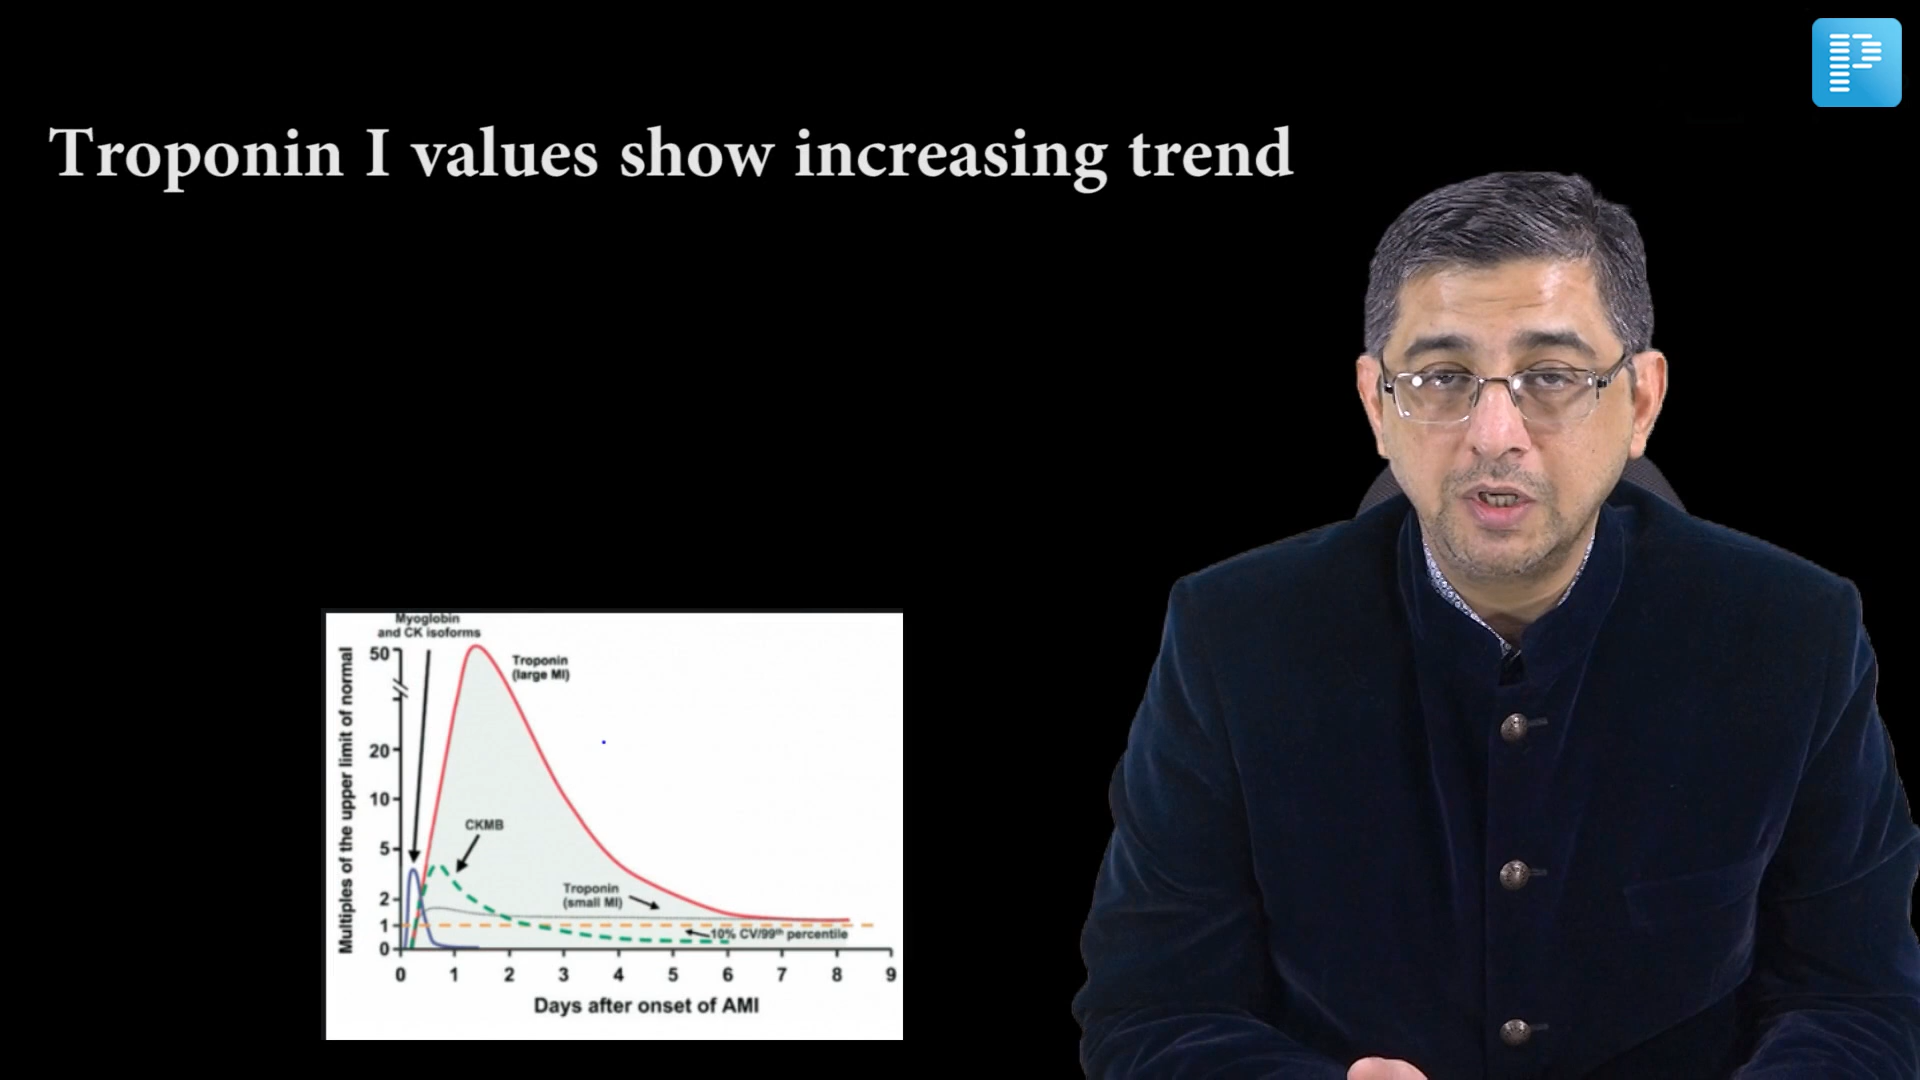 Troponin I values show increasing trend
Myoglobin
and CK isoforms
50
Troponin
(large MI)
20
10
CKMB
5
Troponin
(small MI)
2
1
10% CV/99th percentile
0
Multiples of the upper limit of normal
0 1 2 3 4 5 6 7 8 9
Days after onset of AMI